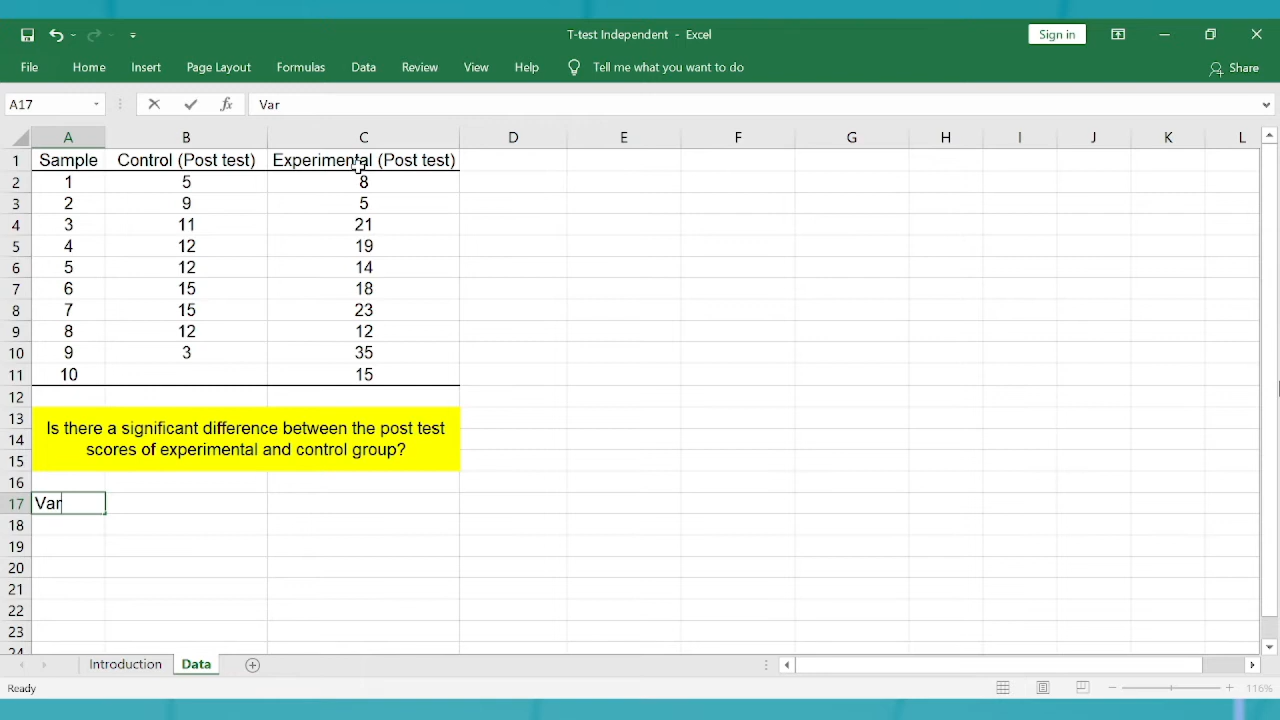 T-test Independent - Excel
Sign in
File Home Insert Page Layout Formulas Data Review View Help Tell me what you want to do Share
A17 fx Var
A B C D E F G H I J K L
1 Sample Control (Post test) Experimental (Post test)
2 1 5 8
3 2 9 5
4 3 11 21
5 4 12 19
6 5 12 14
7 6 15 18
8 7 15 23
9 8 12 12
10 9 3 35
11 10 15
12
13
Is there a significant difference between the post test
14
scores of experimental and control group?
15
16
17 Var
18
19
20
21
22
23
24
Introduction Data
Ready 116%